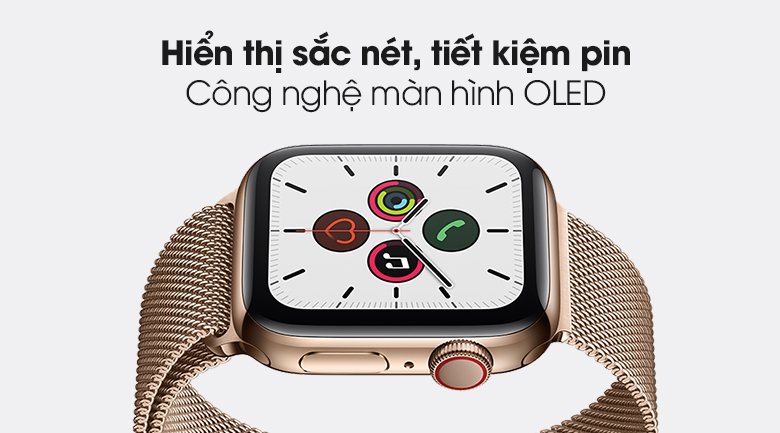 Hiển thị sắc nét, tiết kiệm pin
Công nghệ màn hình OLED